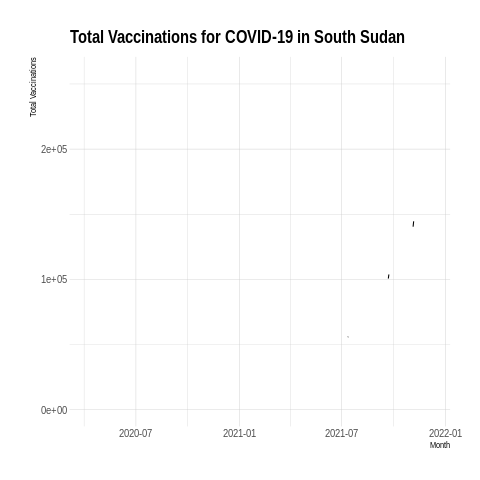 Total Vaccinations for COVID-19 in South Sudan
Total Vaccinations
2e+05
1e+05
0e+00
2020-07 2021-01 2021-07 2022-01
Month